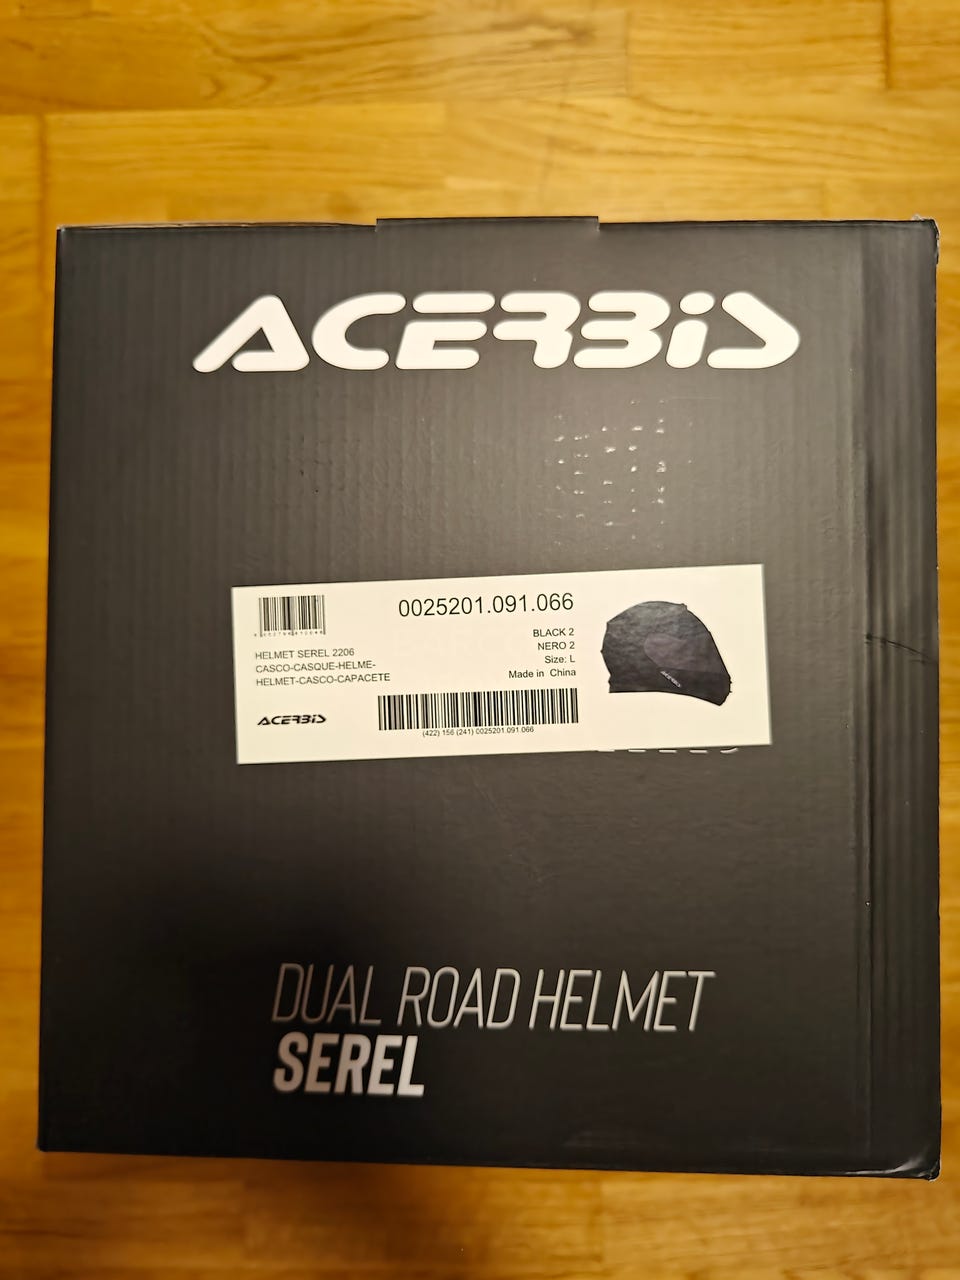 ACERBIS
0025201.091.066
HELMET SEREL 2206
CASCO-CASQUE-HELME-
HELMET-CASCO-CAPACETE
BLACK 2
NERO 2
Size: L
Made in China
ACERBIS
ACERBIS
(422) 156 (241) 0025201.091.066
DUAL ROAD HELMET
SEREL